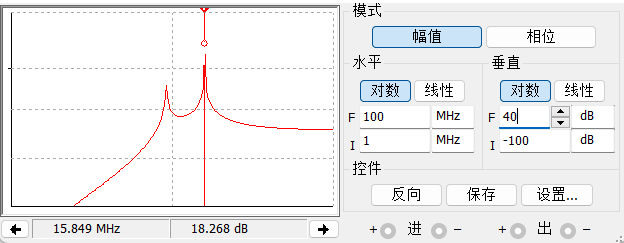 模式
幅值 相位
水平 垂直
对数 线性 对数 线性
F 100 MHz F 40 dB
I 1 MHz I -100 dB
控件
反向 保存 设置...
15.849 MHz 18.268 dB
+ 进 − + 出 −